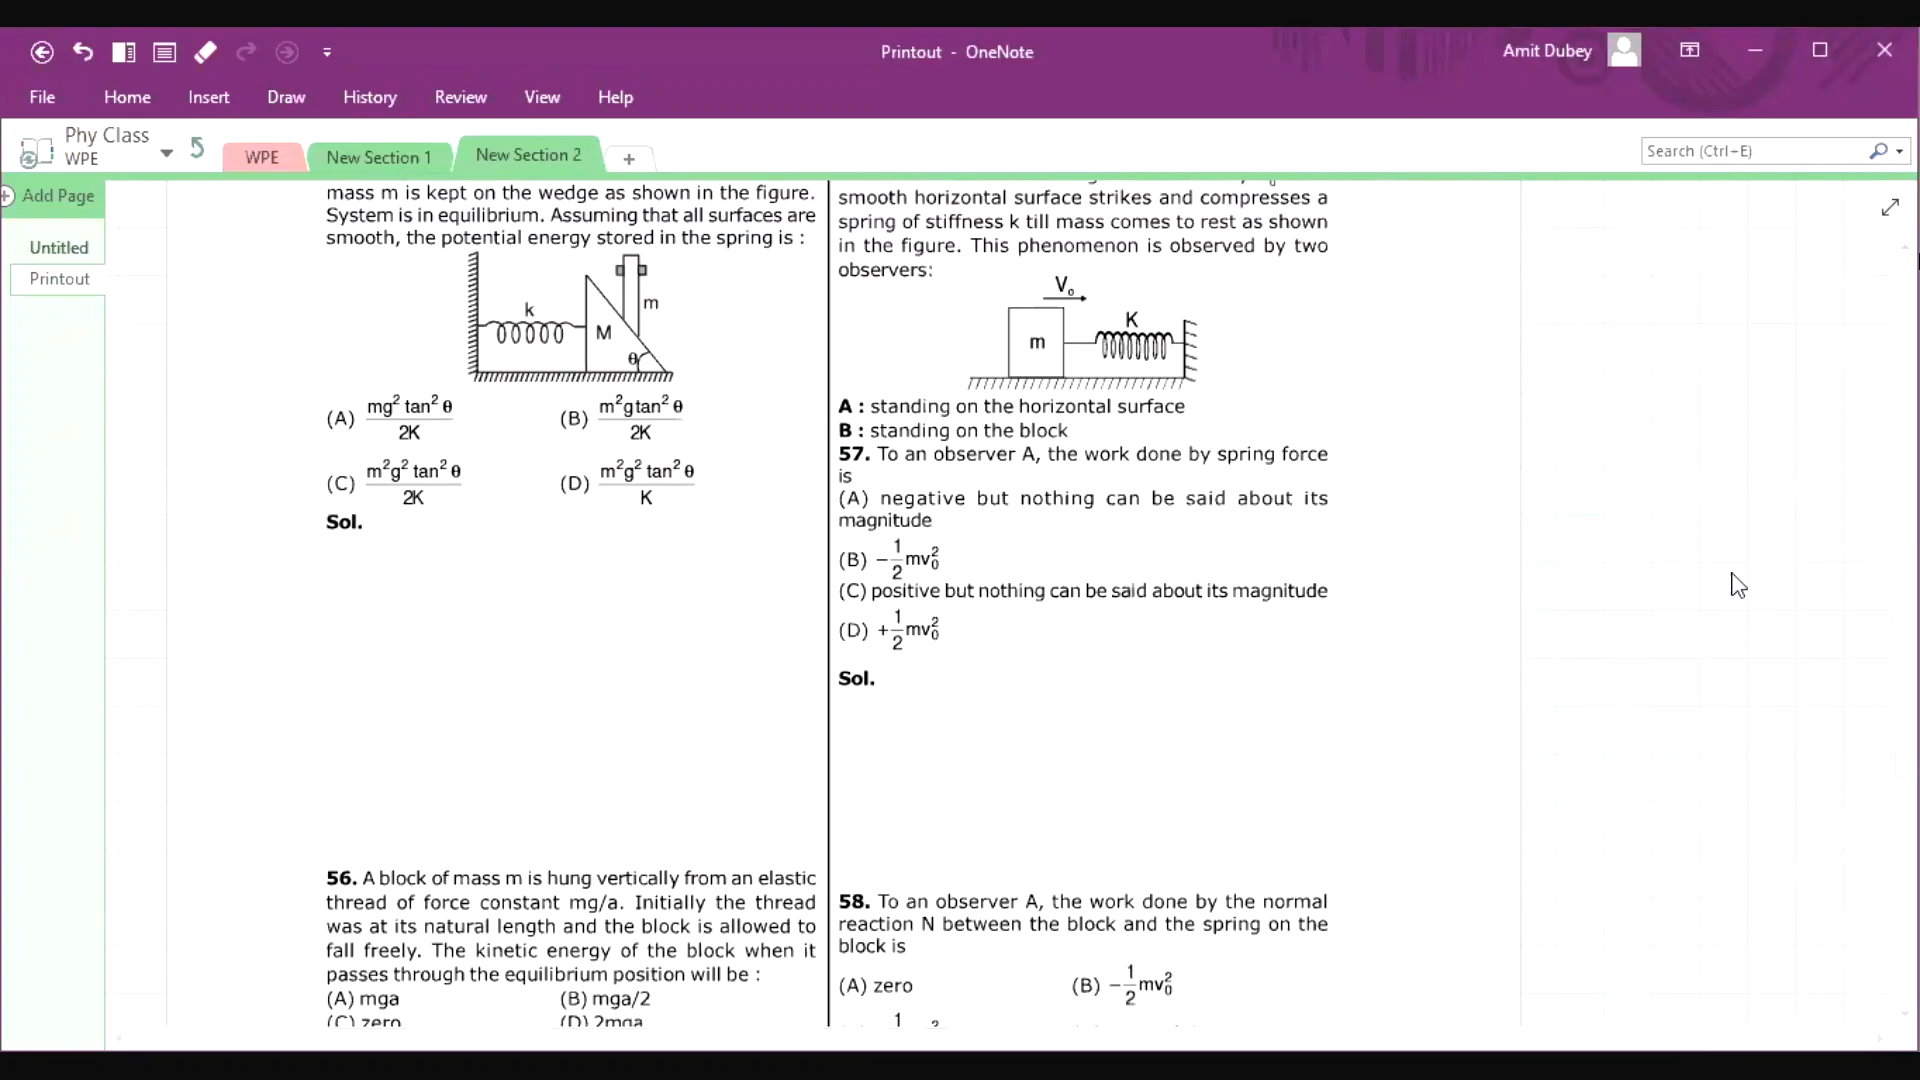 Printout - OneNote
Amit Dubey
File Home Insert Draw History Review View Help
Phy Class
WPE
WPE
New Section 1
New Section 2
Search (Ctrl+E)
Add Page
Untitled
Printout
mass m is kept on the wedge as shown in the figure.
System is in equilibrium. Assuming that all surfaces are
smooth, the potential energy stored in the spring is :
k
m
M
θ
(A) mg² tan² θ / 2K (B) m²g tan² θ / 2K
(C) m²g² tan² θ / 2K (D) m²g² tan² θ / K
Sol.
56. A block of mass m is hung vertically from an elastic
thread of force constant mg/a. Initially the thread
was at its natural length and the block is allowed to
fall freely. The kinetic energy of the block when it
passes through the equilibrium position will be :
(A) mga (B) mga/2
(C) zero (D) 2mga
smooth horizontal surface strikes and compresses a
spring of stiffness k till mass comes to rest as shown
in the figure. This phenomenon is observed by two
observers:
V₀
K
m
A : standing on the horizontal surface
B : standing on the block
57. To an observer A, the work done by spring force
is
(A) negative but nothing can be said about its
magnitude
(B) −1/2 mv₀²
(C) positive but nothing can be said about its magnitude
(D) +1/2 mv₀²
Sol.
58. To an observer A, the work done by the normal
reaction N between the block and the spring on the
block is
(A) zero (B) −1/2 mv₀²